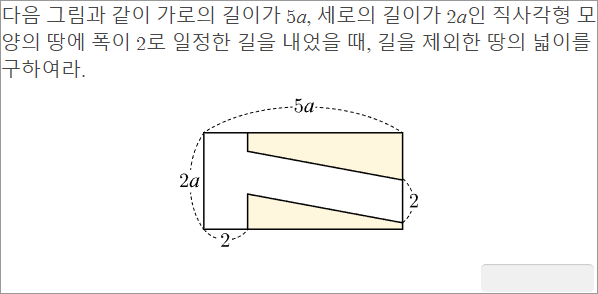 다음 그림과 같이 가로의 길이가 5a, 세로의 길이가 2a인 직사각형 모
양의 땅에 폭이 2로 일정한 길을 내었을 때, 길을 제외한 땅의 넓이를
구하여라.
5a
2a
2
2